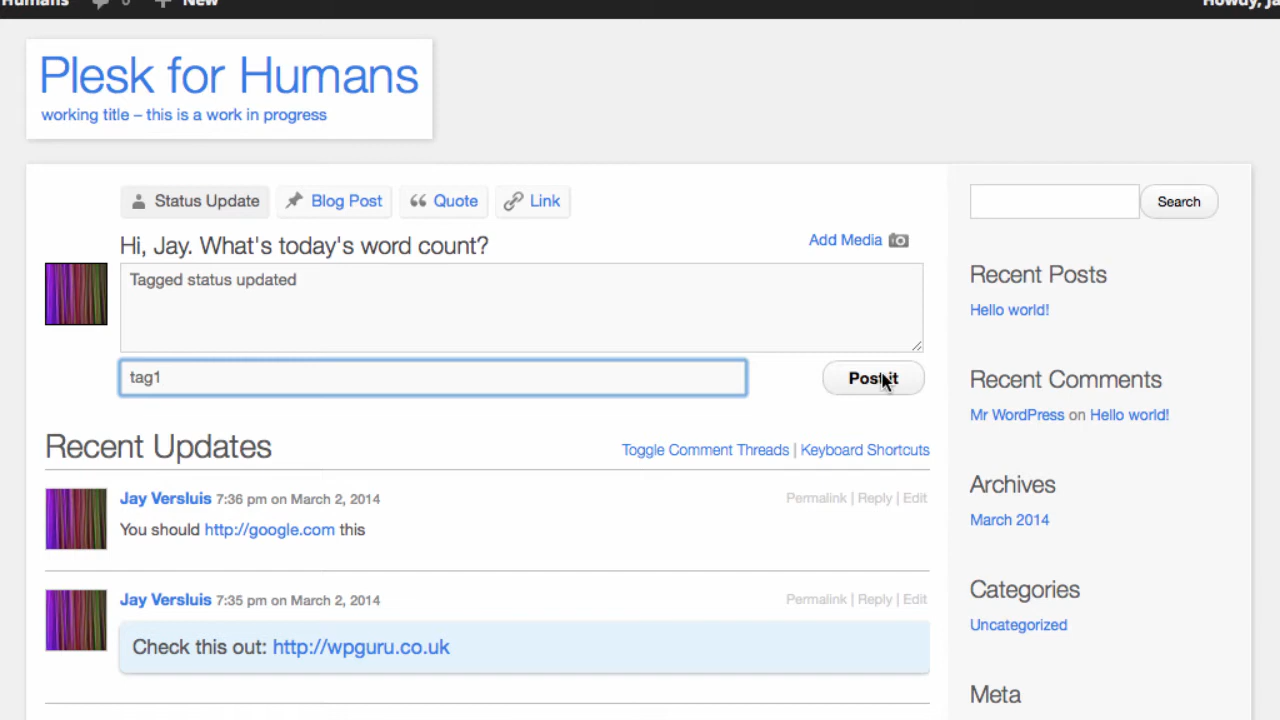 Humans 0 New Howdy, Ja
Plesk for Humans
working title – this is a work in progress
Status Update Blog Post Quote Link
Hi, Jay. What's today's word count?
Add Media
Tagged status updated
tag1
Post it
Recent Updates
Toggle Comment Threads | Keyboard Shortcuts
Jay Versluis 7:36 pm on March 2, 2014
Permalink | Reply | Edit
You should http://google.com this
Jay Versluis 7:35 pm on March 2, 2014
Permalink | Reply | Edit
Check this out: http://wpguru.co.uk
Search
Recent Posts
Hello world!
Recent Comments
Mr WordPress on Hello world!
Archives
March 2014
Categories
Uncategorized
Meta